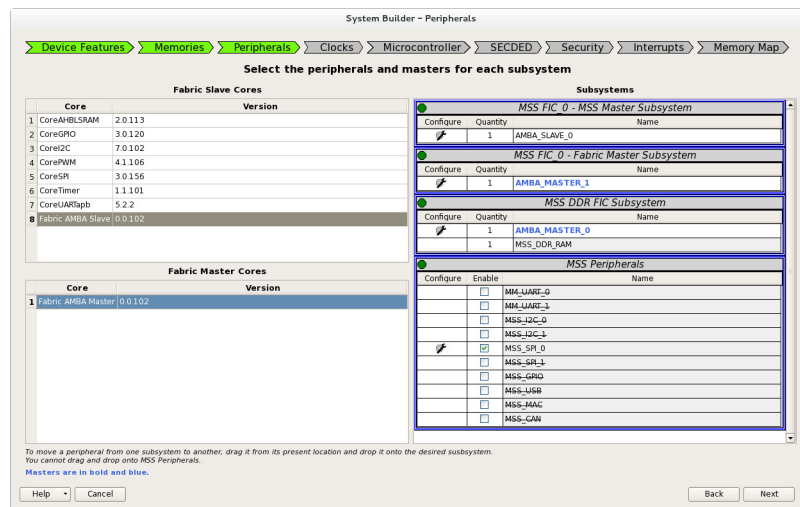 System Builder – Peripherals
Device Features Memories Peripherals Clocks Microcontroller SECDED Security Interrupts Memory Map
Select the peripherals and masters for each subsystem
Fabric Slave Cores
Core Version
1 CoreAHBLSRAM 2.0.113
2 CoreGPIO 3.0.120
3 CoreI2C 7.0.102
4 CorePWM 4.1.106
5 CoreSPI 3.0.156
6 CoreTimer 1.1.101
7 CoreUARTapb 5.2.2
8 Fabric AMBA Slave 0.0.102
Fabric Master Cores
Core Version
1 Fabric AMBA Master 0.0.102
Subsystems
MSS FIC_0 - MSS Master Subsystem
Configure Quantity Name
1 AMBA_SLAVE_0
MSS FIC_0 - Fabric Master Subsystem
Configure Quantity Name
1 AMBA_MASTER_1
MSS DDR FIC Subsystem
Configure Quantity Name
1 AMBA_MASTER_0
1 MSS_DDR_RAM
MSS Peripherals
Configure Enable Name
MM_UART_0
MM_UART_1
MSS_I2C_0
MSS_I2C_1
MSS_SPI_0
MSS_SPI_1
MSS_GPIO
MSS_USB
MSS_MAC
MSS_CAN
To move a peripheral from one subsystem to another, drag it from its present location and drop it onto the desired susbsystem.
You cannot drag and drop onto MSS Peripherals.
Masters are in bold and blue.
Help Cancel Back Next